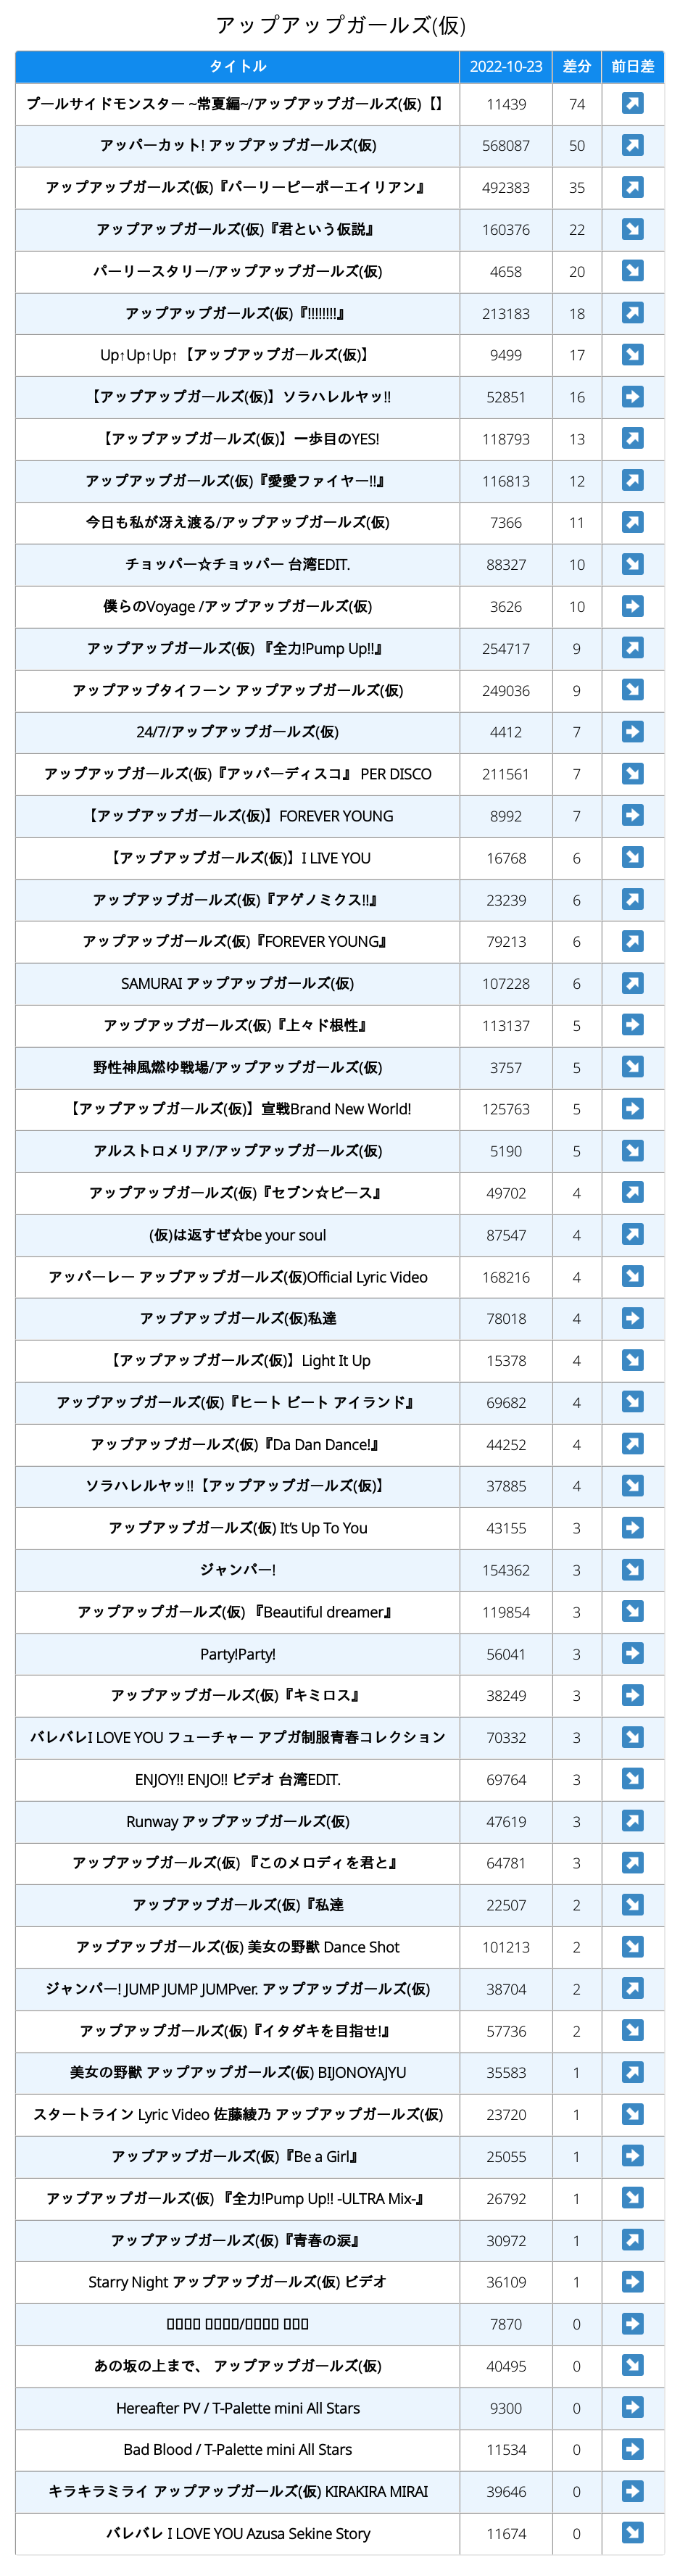 アップアップガールズ(仮)
タイトル 2022-10-23 差分 前日差
プールサイドモンスター ~常夏編~/アップアップガールズ(仮)【】 11439 74
アッパーカット! アップアップガールズ(仮) 568087 50
アップアップガールズ(仮)『パーリーピーポーエイリアン』 492383 35
アップアップガールズ(仮)『君という仮説』 160376 22
パーリースタリー/アップアップガールズ(仮) 4658 20
アップアップガールズ(仮)『!!!!!!!!』 213183 18
Up↑Up↑Up↑【アップアップガールズ(仮)】 9499 17
【アップアップガールズ(仮)】ソラハレルヤッ!! 52851 16
【アップアップガールズ(仮)】一歩目のYES! 118793 13
アップアップガールズ(仮)『愛愛ファイヤー!!』 116813 12
今日も私が冴え渡る/アップアップガールズ(仮) 7366 11
チョッパー☆チョッパー 台湾EDIT. 88327 10
僕らのVoyage /アップアップガールズ(仮) 3626 10
アップアップガールズ(仮) 『全力!Pump Up!!』 254717 9
アップアップタイフーン アップアップガールズ(仮) 249036 9
24/7/アップアップガールズ(仮) 4412 7
アップアップガールズ(仮)『アッパーディスコ』 PER DISCO 211561 7
【アップアップガールズ(仮)】FOREVER YOUNG 8992 7
【アップアップガールズ(仮)】I LIVE YOU 16768 6
アップアップガールズ(仮)『アゲノミクス!!』 23239 6
アップアップガールズ(仮)『FOREVER YOUNG』 79213 6
SAMURAI アップアップガールズ(仮) 107228 6
アップアップガールズ(仮)『上々ド根性』 113137 5
野性神風燃ゆ戦場/アップアップガールズ(仮) 3757 5
【アップアップガールズ(仮)】宣戦Brand New World! 125763 5
アルストロメリア/アップアップガールズ(仮) 5190 5
アップアップガールズ(仮)『セブン☆ピース』 49702 4
(仮)は返すぜ☆be your soul 87547 4
アッパーレー アップアップガールズ(仮)Official Lyric Video 168216 4
アップアップガールズ(仮)私達 78018 4
【アップアップガールズ(仮)】Light It Up 15378 4
アップアップガールズ(仮)『ヒート ビート アイランド』 69682 4
アップアップガールズ(仮)『Da Dan Dance!』 44252 4
ソラハレルヤッ!!【アップアップガールズ(仮)】 37885 4
アップアップガールズ(仮) It's Up To You 43155 3
ジャンパー! 154362 3
アップアップガールズ(仮) 『Beautiful dreamer』 119854 3
Party!Party! 56041 3
アップアップガールズ(仮)『キミロス』 38249 3
バレバレI LOVE YOU フューチャー アプガ制服青春コレクション 70332 3
ENJOY!! ENJO!! ビデオ 台湾EDIT. 69764 3
Runway アップアップガールズ(仮) 47619 3
アップアップガールズ(仮) 『このメロディを君と』 64781 3
アップアップガールズ(仮)『私達 22507 2
アップアップガールズ(仮) 美女の野獣 Dance Shot 101213 2
ジャンパー! JUMP JUMP JUMPver. アップアップガールズ(仮) 38704 2
アップアップガールズ(仮)『イタダキを目指せ!』 57736 2
美女の野獣 アップアップガールズ(仮) BIJONOYAJYU 35583 1
スタートライン Lyric Video 佐藤綾乃 アップアップガールズ(仮) 23720 1
アップアップガールズ(仮)『Be a Girl』 25055 1
アップアップガールズ(仮) 『全力!Pump Up!! -ULTRA Mix-』 26792 1
アップアップガールズ(仮)『青春の涙』 30972 1
Starry Night アップアップガールズ(仮) ビデオ 36109 1
7870 0
あの坂の上まで、 アップアップガールズ(仮) 40495 0
Hereafter PV / T-Palette mini All Stars 9300 0
Bad Blood / T-Palette mini All Stars 11534 0
キラキラミライ アップアップガールズ(仮) KIRAKIRA MIRAI 39646 0
バレバレ I LOVE YOU Azusa Sekine Story 11674 0